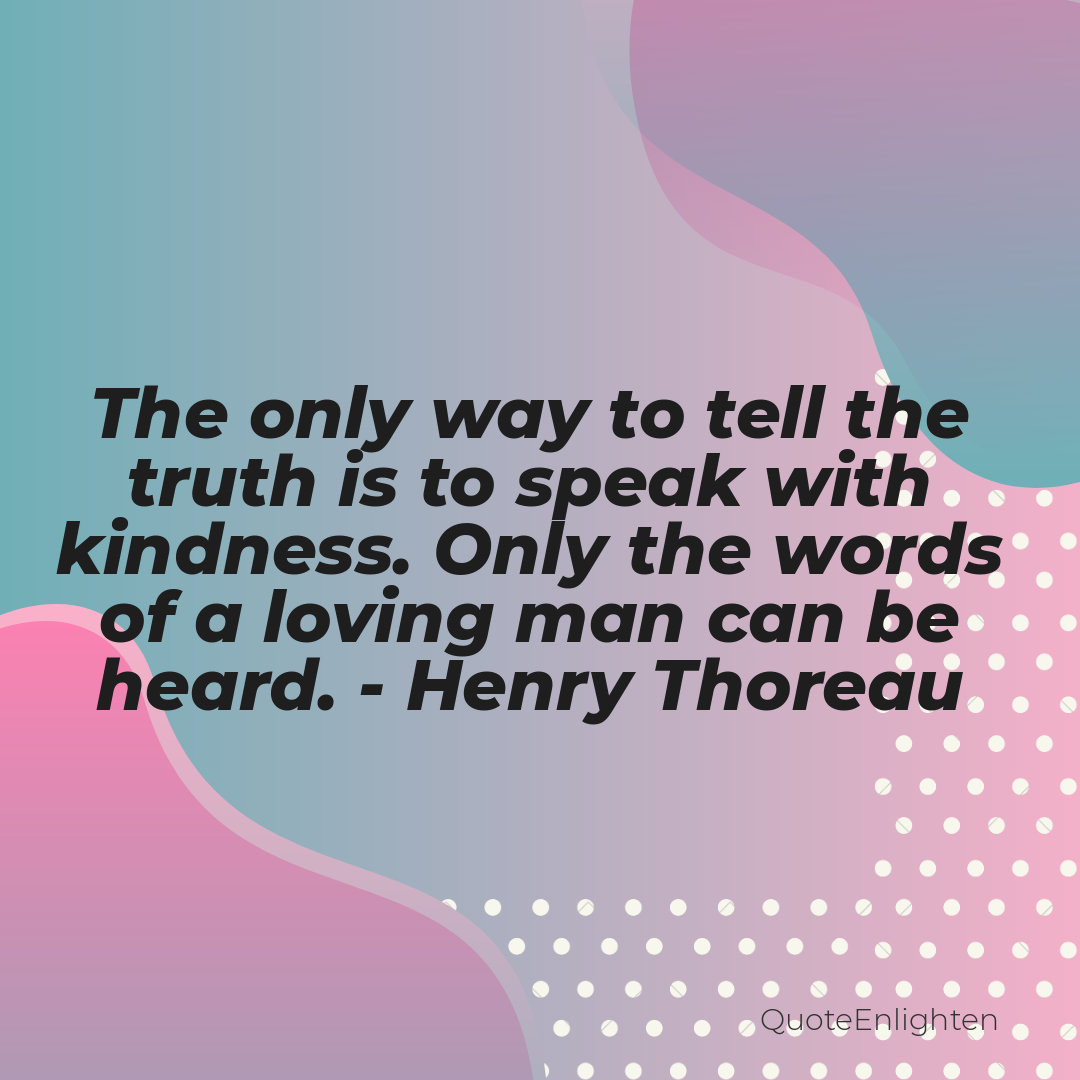 The only way to tell the
truth is to speak with
kindness. Only the words
of a loving man can be
heard. - Henry Thoreau
QuoteEnlighten